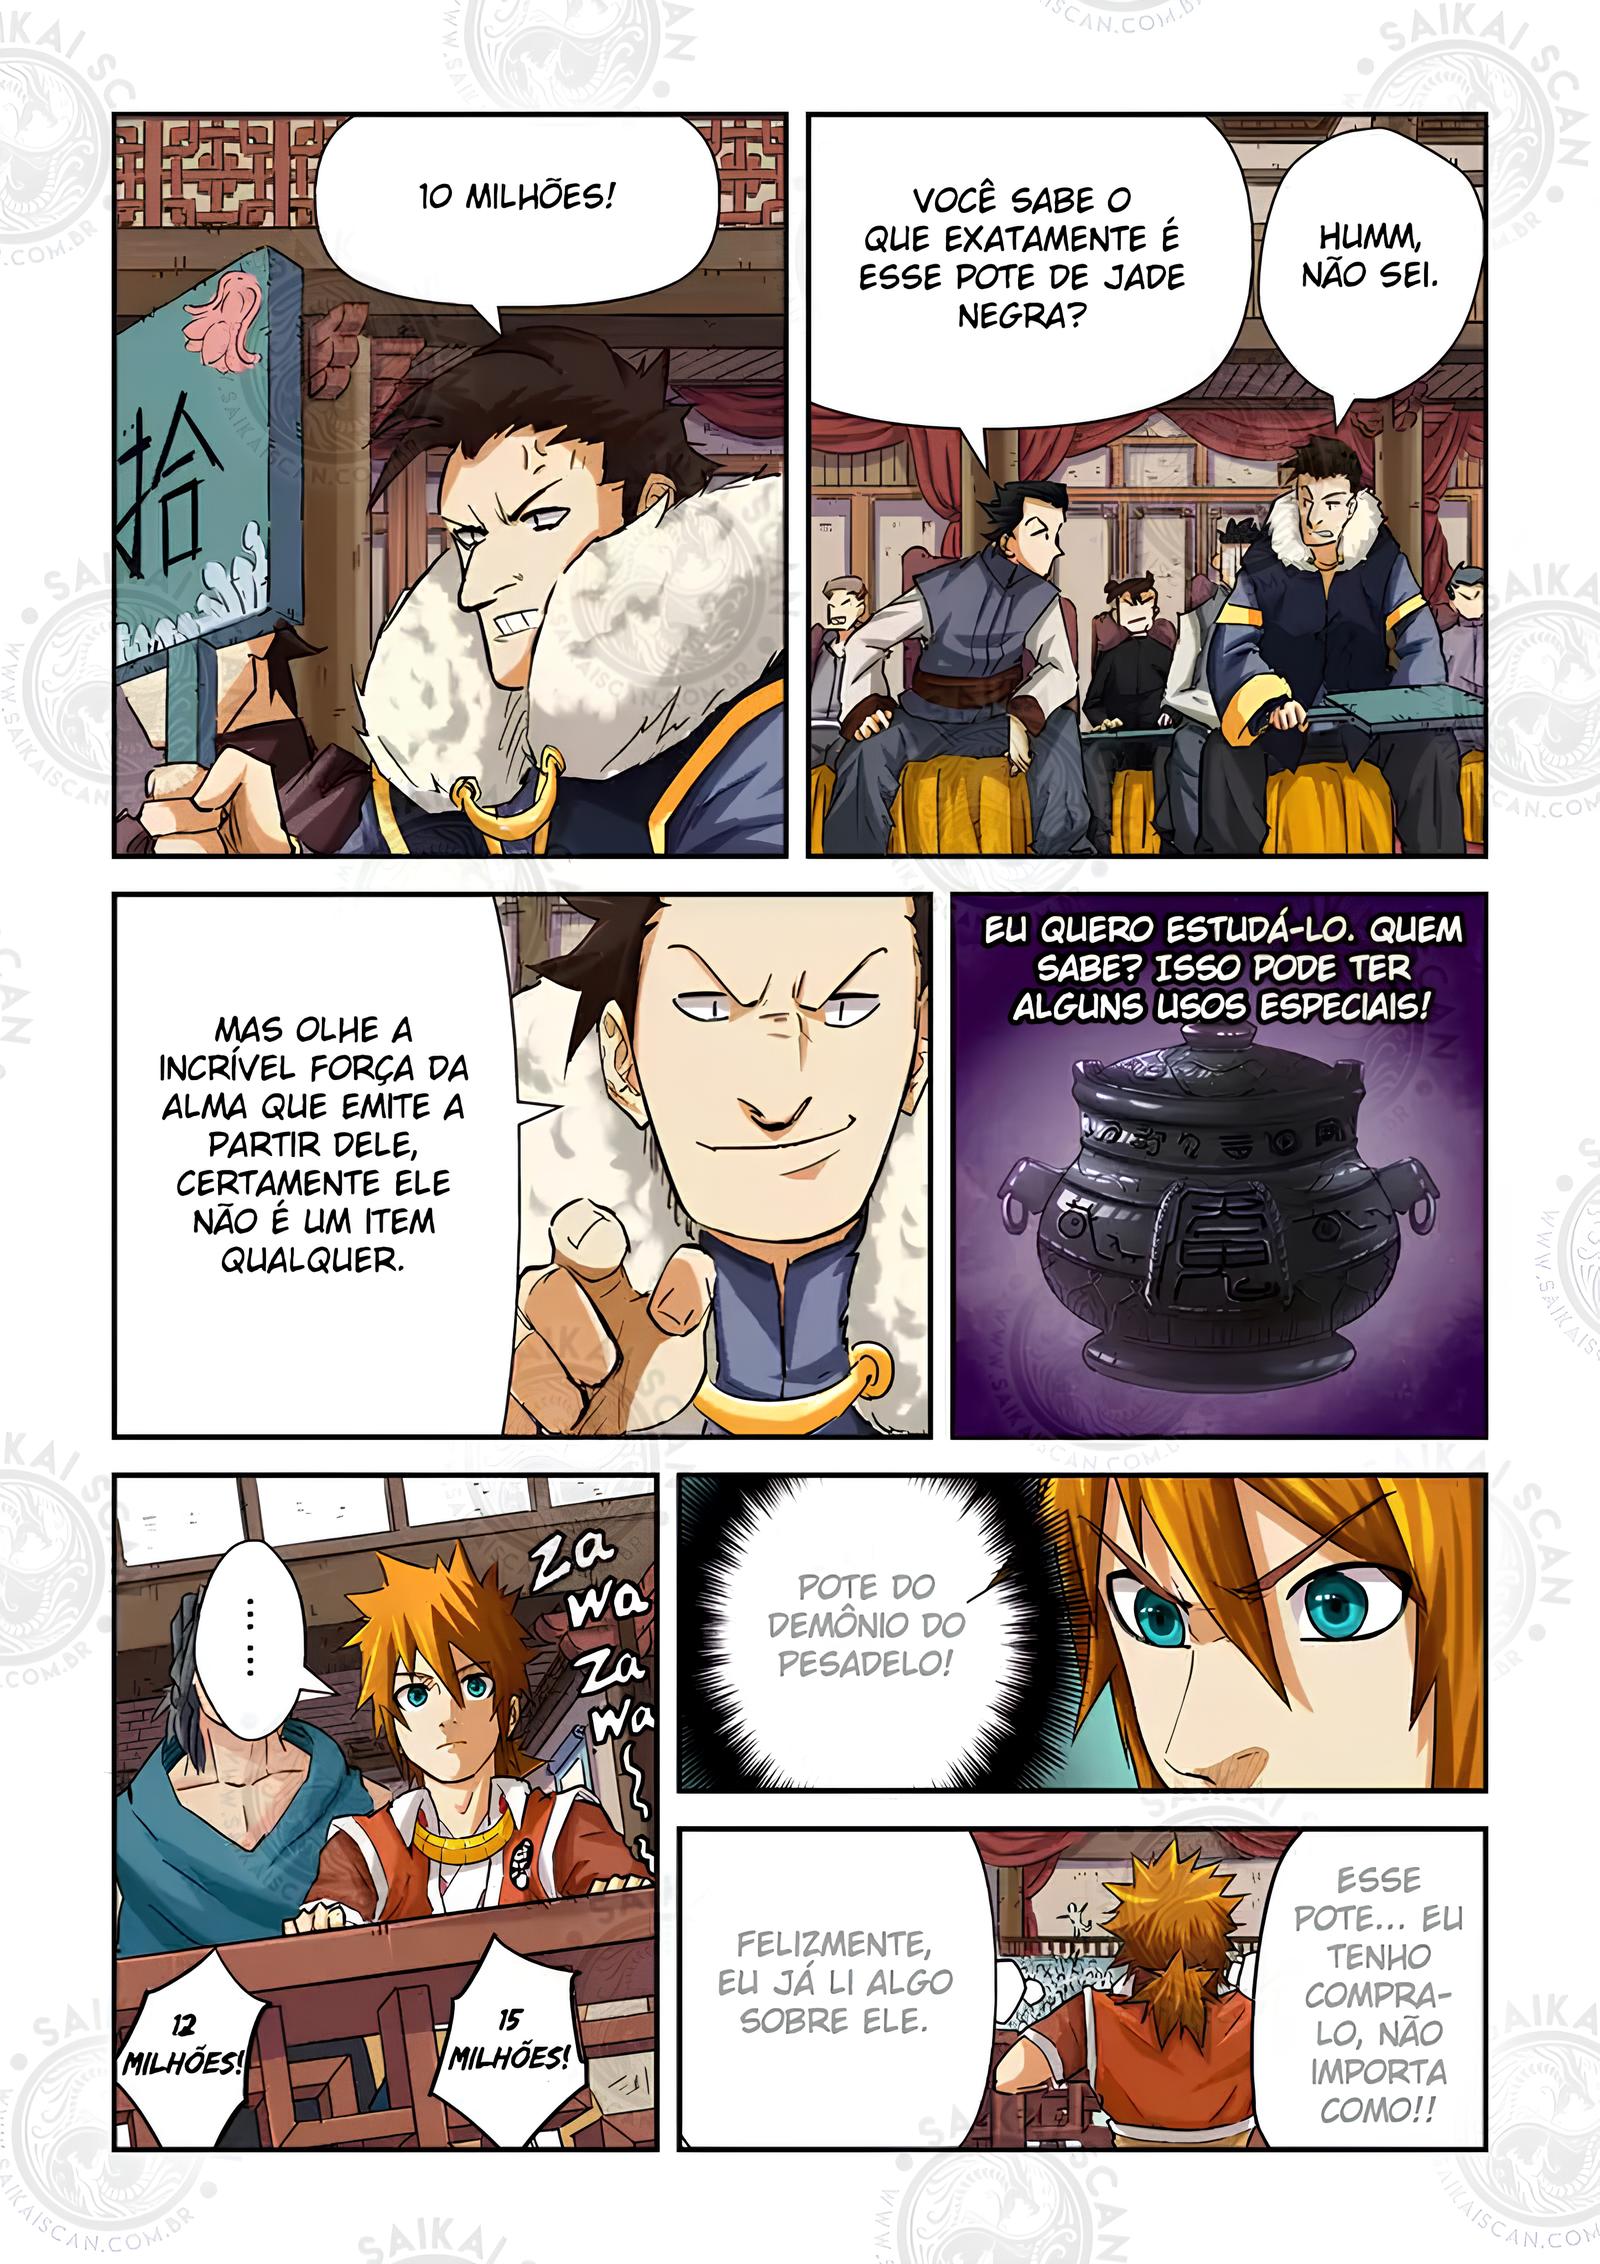 10 MILHÕES!
拾
VOCÊ SABE O
QUE EXATAMENTE É
ESSE POTE DE JADE
NEGRA?
HUMM,
NÃO SEI.
MAS OLHE A
INCRÍVEL FORÇA DA
ALMA QUE EMITE A
PARTIR DELE,
CERTAMENTE ELE
NÃO É UM ITEM
QUALQUER.
EU QUERO ESTUDÁ-LO. QUEM
SABE? ISSO PODE TER
ALGUNS USOS ESPECIAIS!
......
ZA
WA
ZA
WA
12
MILHÕES!
15
MILHÕES!
POTE DO
DEMÔNIO DO
PESADELO!
FELIZMENTE,
EU JÁ LI ALGO
SOBRE ELE.
ESSE
POTE... EU
TENHO
COMPRA-
LO, NÃO
IMPORTA
COMO!!
SAIKAI SCAN
WWW.SAIKAISCAN.COM.BR